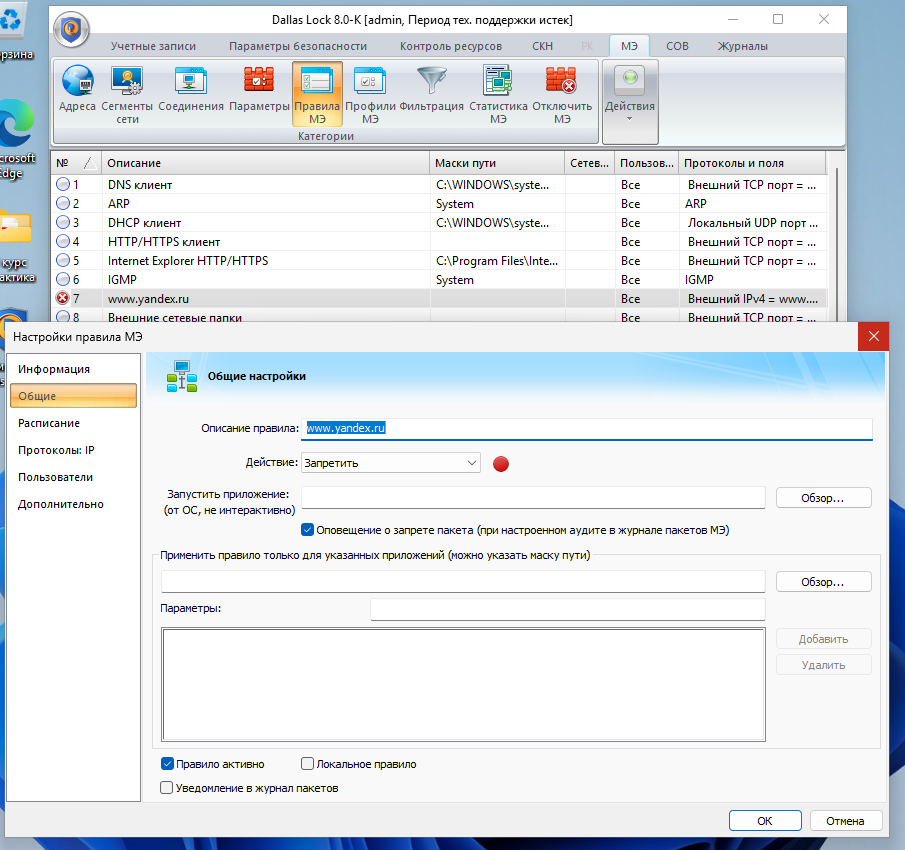 Dallas Lock 8.0-K [admin, Период тех. поддержки истек]
рзина
Учетные записи Параметры безопасности Контроль ресурсов СКН РК МЭ СОВ Журналы
Адреса Сегменты сети Соединения Параметры Правила МЭ Профили МЭ Фильтрация Статистика МЭ Отключить МЭ Действия
Категории
crosoft
dge
№ Описание Маски пути Сетев... Пользов... Протоколы и поля
1 DNS клиент C:\WINDOWS\syste... Все Внешний TCP порт = ...
2 ARP System Все ARP
3 DHCP клиент C:\WINDOWS\syste... Все Локальный UDP порт ...
4 HTTP/HTTPS клиент Все Внешний TCP порт = ...
5 Internet Explorer HTTP/HTTPS C:\Program Files\Inte... Все Внешний TCP порт = ...
6 IGMP System Все IGMP
7 www.yandex.ru Все Внешний IPv4 = www....
8 Внешние сетевые папки Все Внешний TCP порт = ...
курс
актика
Настройки правила МЭ
Информация
Общие
Расписание
Протоколы: IP
Пользователи
Дополнительно
Общие настройки
Описание правила: www.yandex.ru
Действие: Запретить
Запустить приложение:
(от ОС, не интерактивно)
Обзор...
Оповещение о запрете пакета (при настроенном аудите в журнале пакетов МЭ)
Применить правило только для указанных приложений (можно указать маску пути)
Обзор...
Параметры:
Добавить
Удалить
Правило активно Локальное правило
Уведомление в журнал пакетов
ОК Отмена